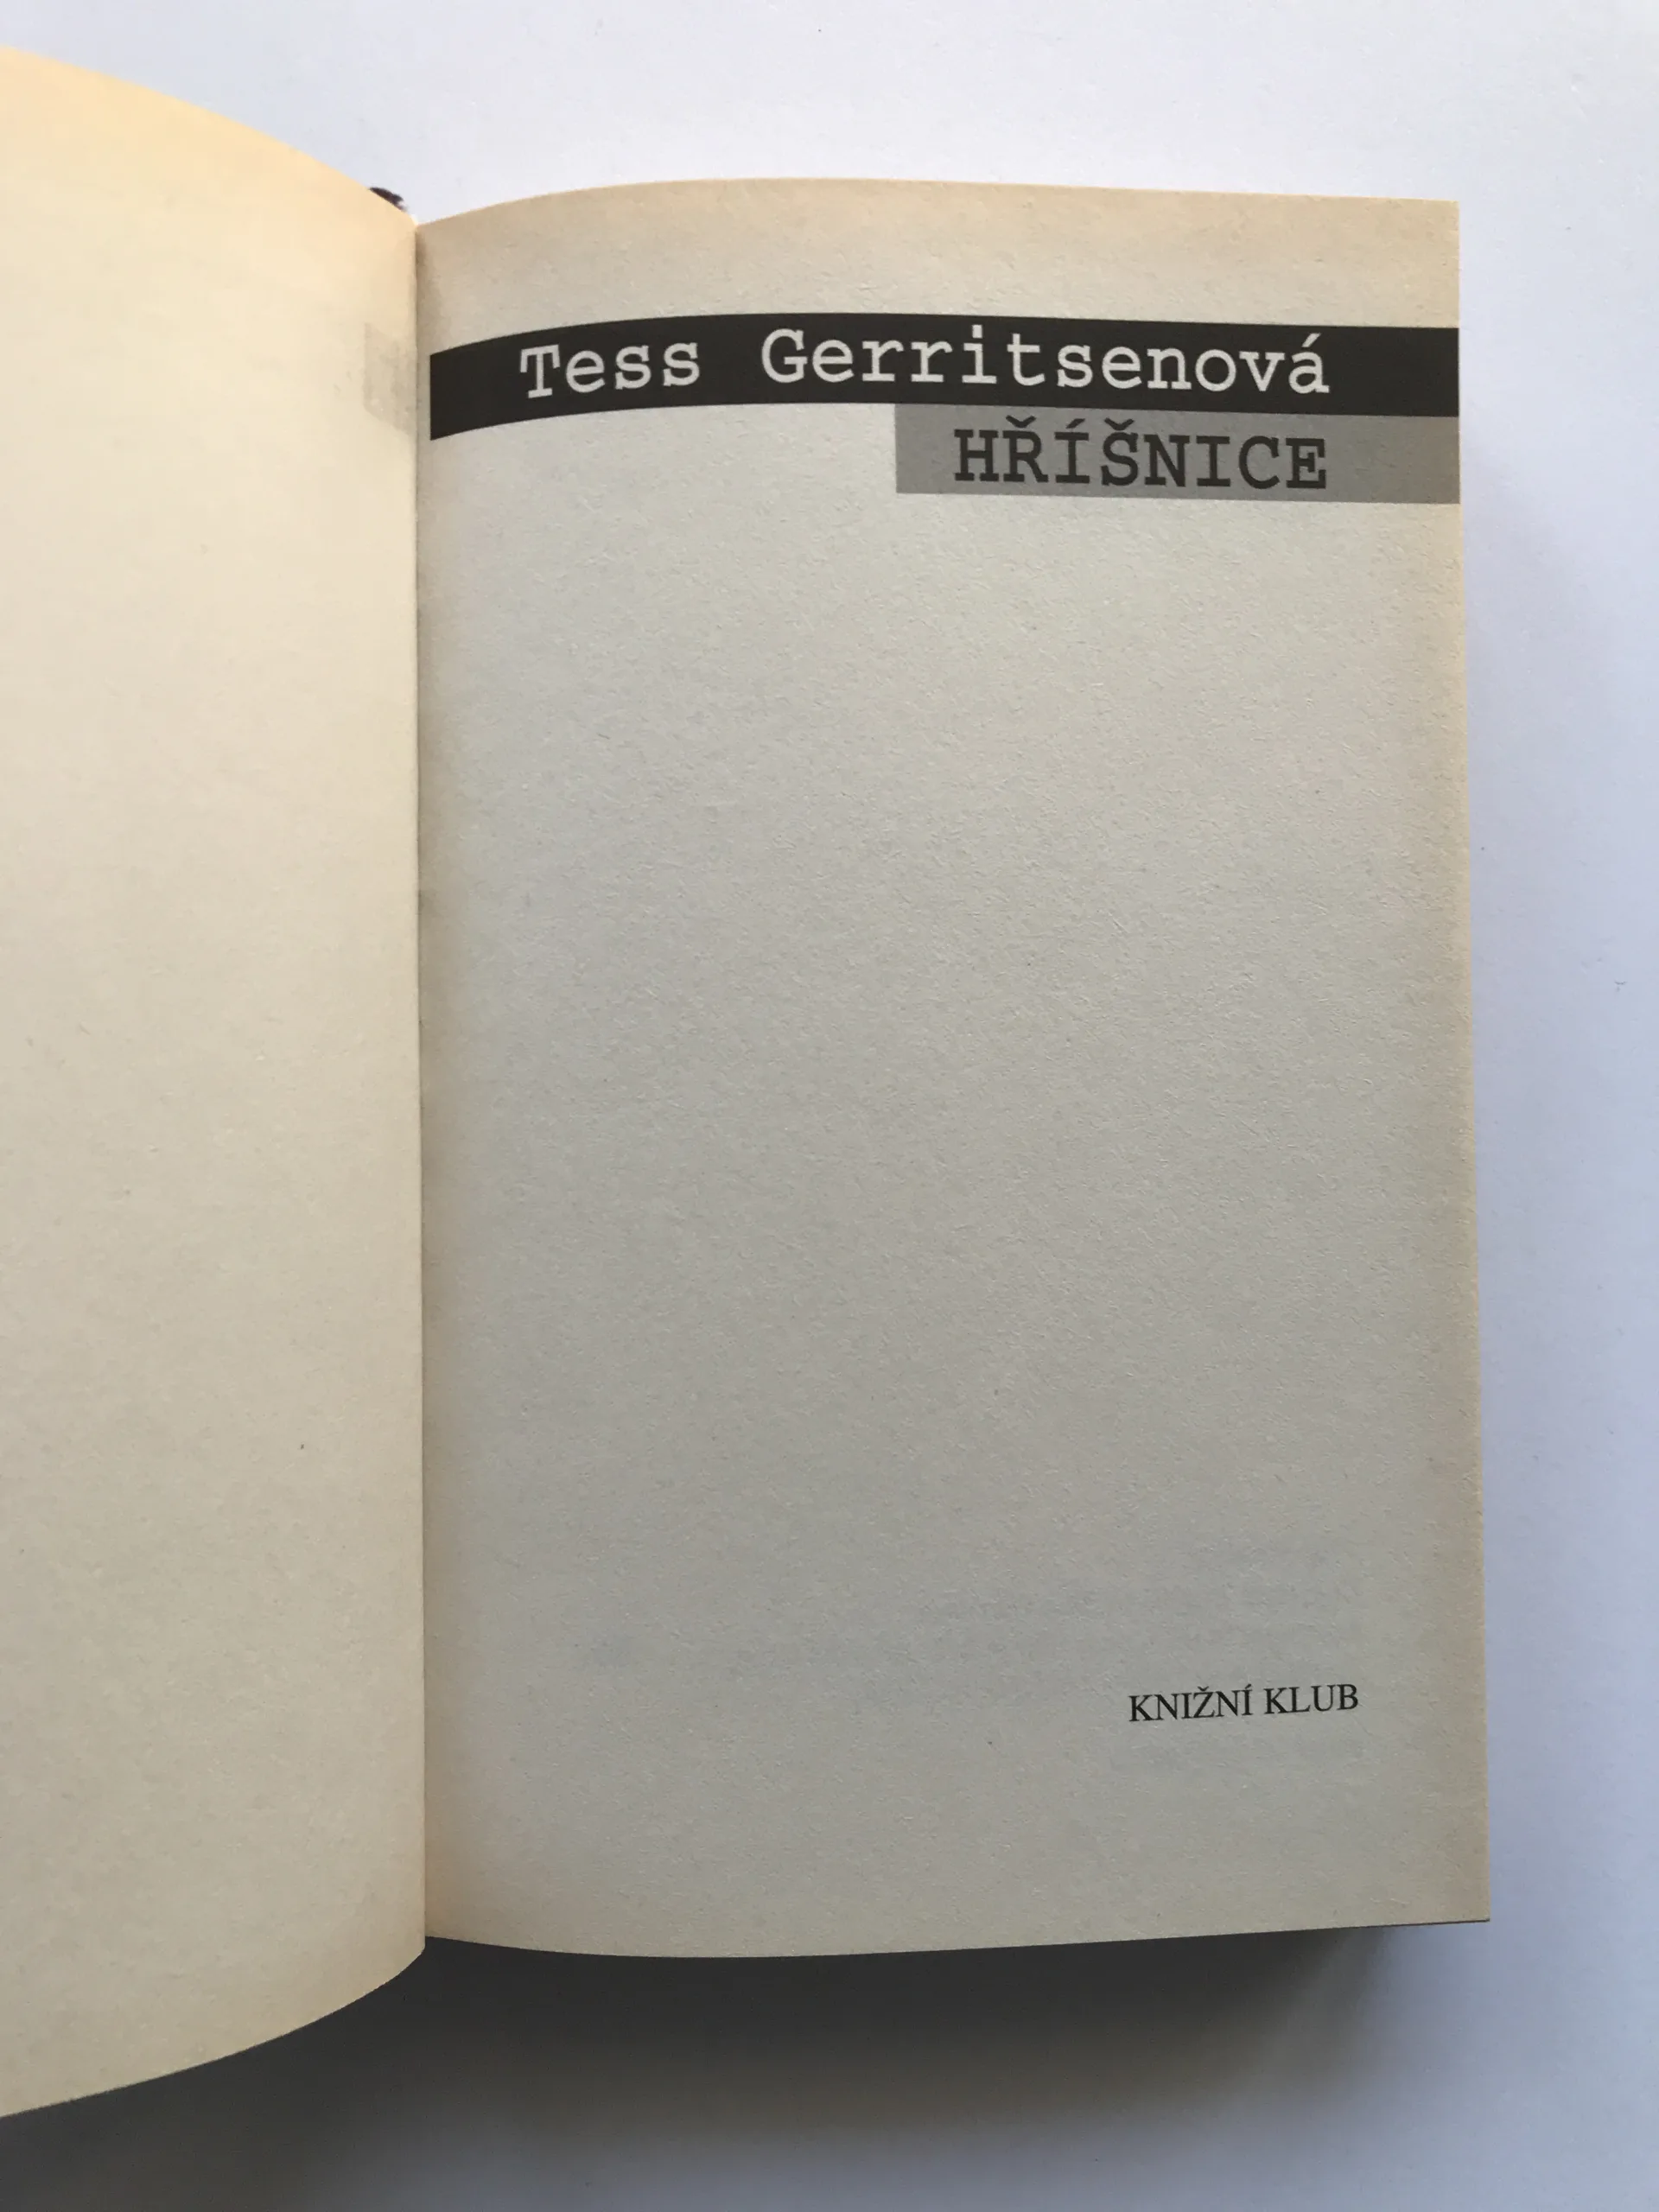 Tess Gerritsenová
HŘÍŠNICE
KNIŽNÍ KLUB